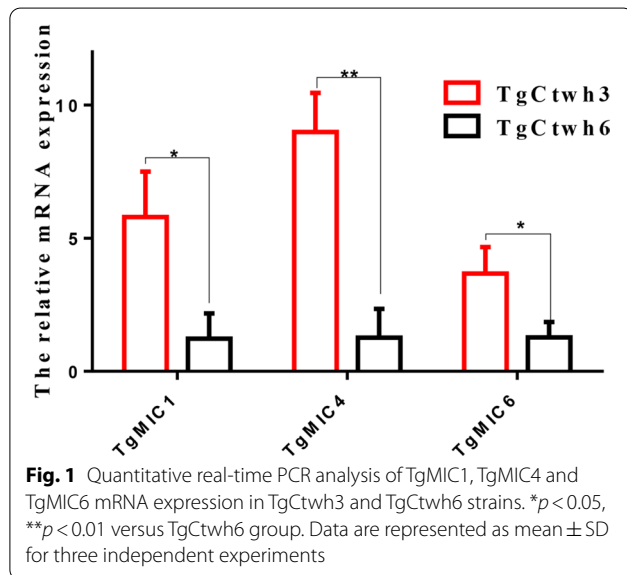 The relative mRNA expression
10
5
0
*
**
*
TgCtwh3
TgCtwh6
TgMIC1
TgMIC4
TgMIC6
Fig. 1 Quantitative real-time PCR analysis of TgMIC1, TgMIC4 and
TgMIC6 mRNA expression in TgCtwh3 and TgCtwh6 strains. *p < 0.05,
**p < 0.01 versus TgCtwh6 group. Data are represented as mean ± SD
for three independent experiments